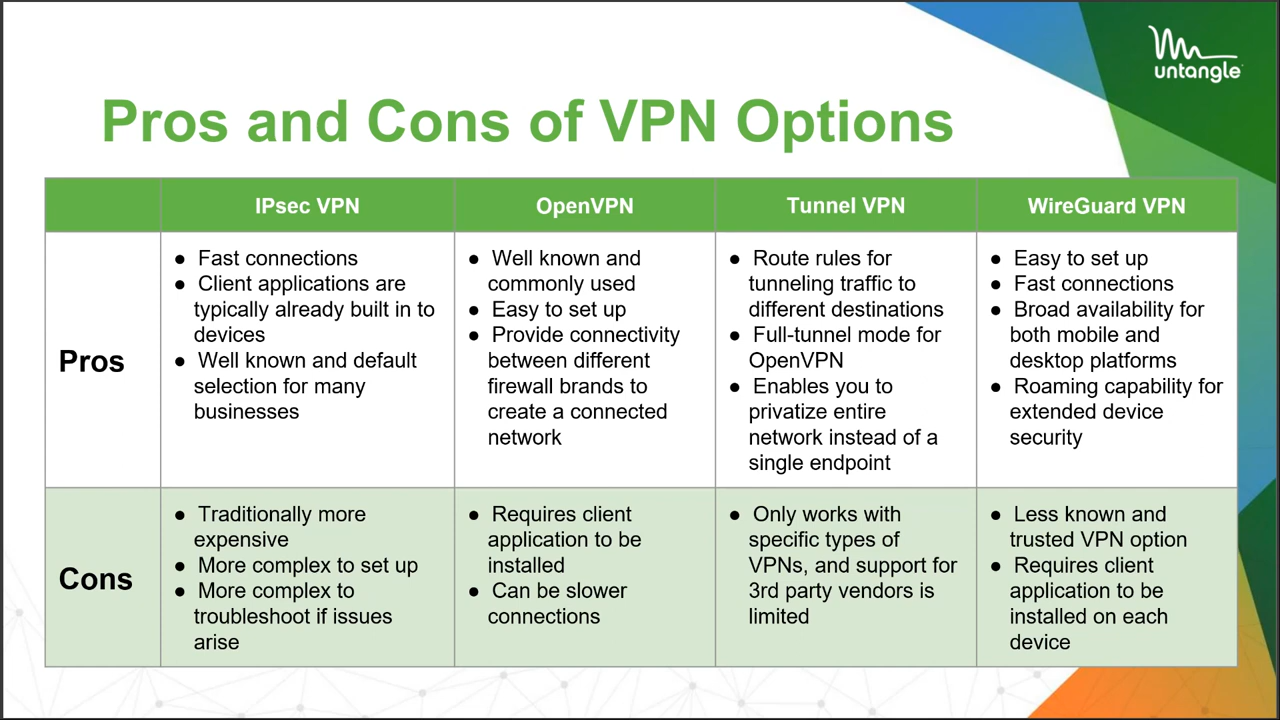 untangle
Pros and Cons of VPN Options
IPsec VPN
OpenVPN
Tunnel VPN
WireGuard VPN
Pros
● Fast connections
● Client applications are
typically already built in to
devices
● Well known and default
selection for many
businesses
● Well known and
commonly used
● Easy to set up
● Provide connectivity
between different
firewall brands to
create a connected
network
● Route rules for
tunneling traffic to
different destinations
● Full-tunnel mode for
OpenVPN
● Enables you to
privatize entire
network instead of a
single endpoint
● Easy to set up
● Fast connections
● Broad availability for
both mobile and
desktop platforms
● Roaming capability for
extended device
security
Cons
● Traditionally more
expensive
● More complex to set up
● More complex to
troubleshoot if issues
arise
● Requires client
application to be
installed
● Can be slower
connections
● Only works with
specific types of
VPNs, and support for
3rd party vendors is
limited
● Less known and
trusted VPN option
● Requires client
application to be
installed on each
device